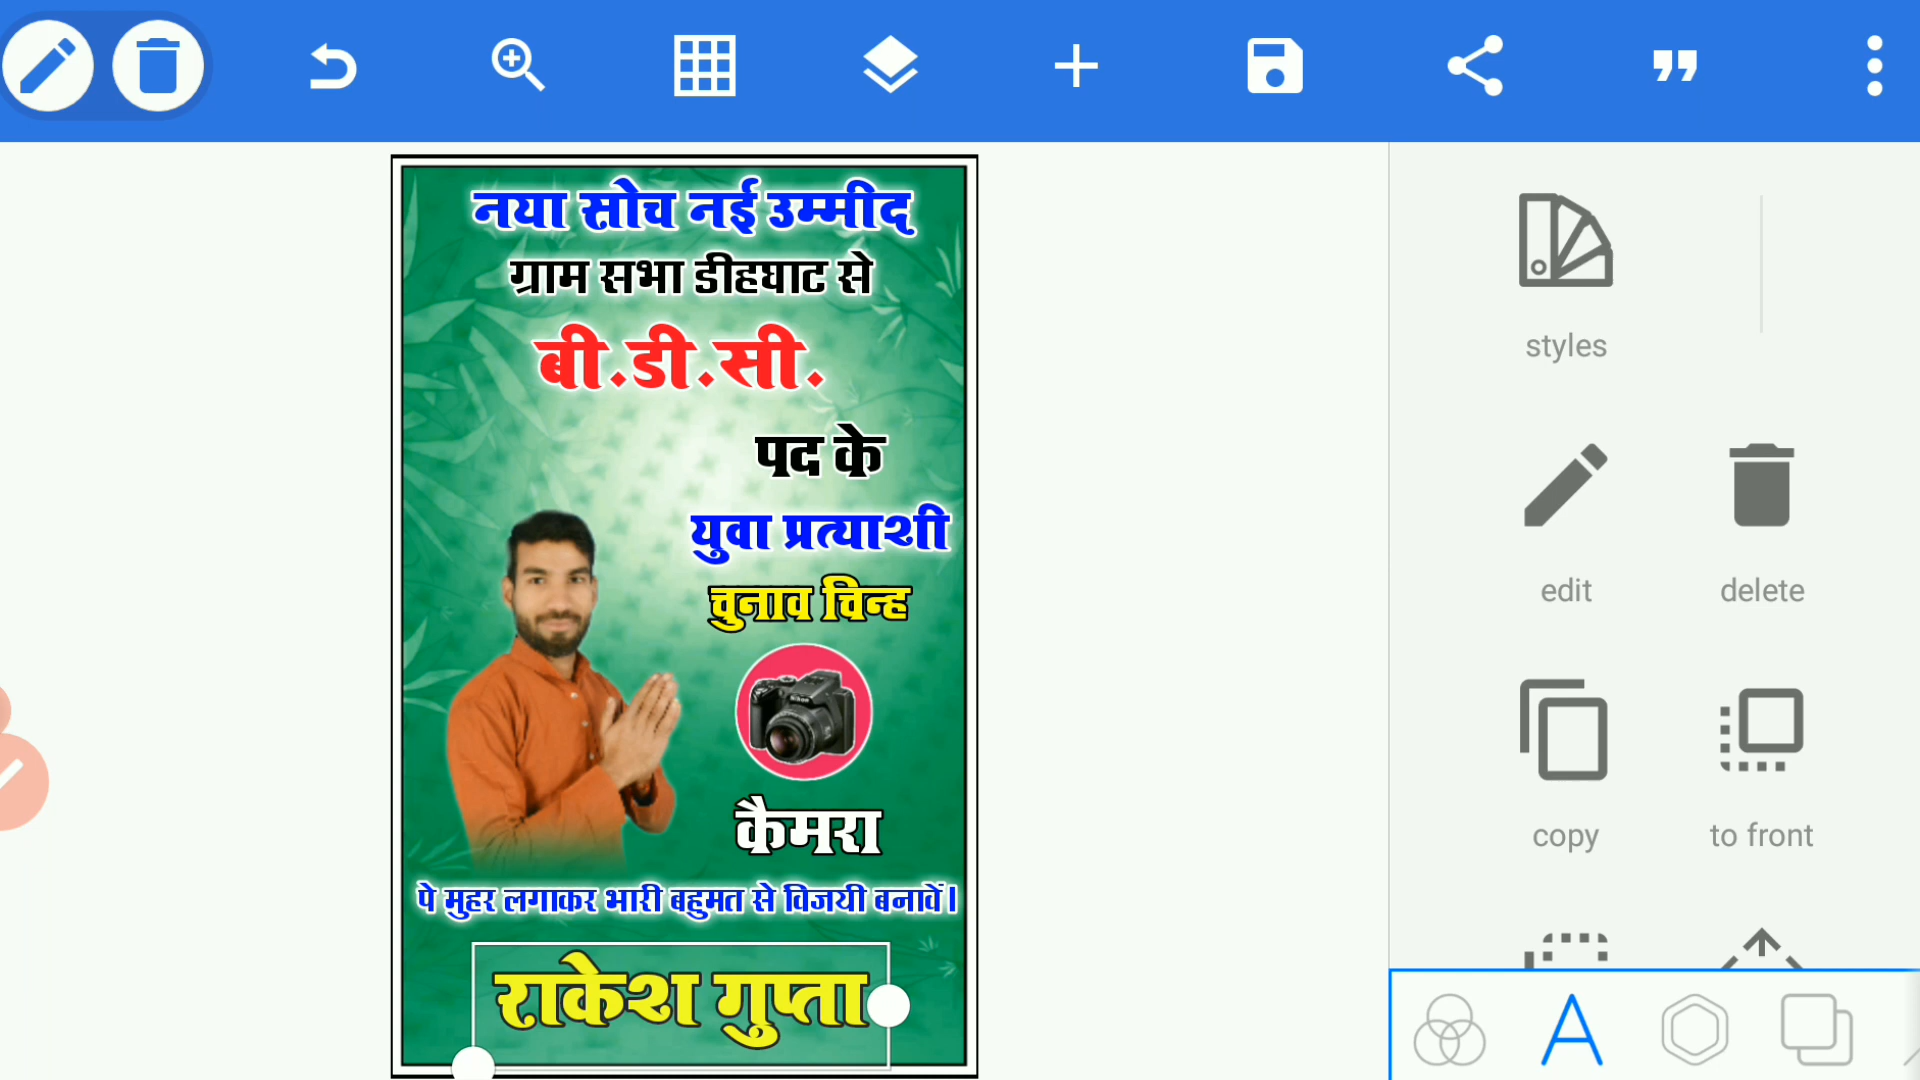 नया सोच नई उम्मीद
ग्राम सभा डीहघाट से
बी.डी.सी.
पद के
युवा प्रत्याशी
चुनाव चिन्ह
Nikon
कैमरा
पे मुहर लगाकर भारी बहुमत से विजयी बनावें।
राकेश गुप्ता
styles
edit delete
copy to front